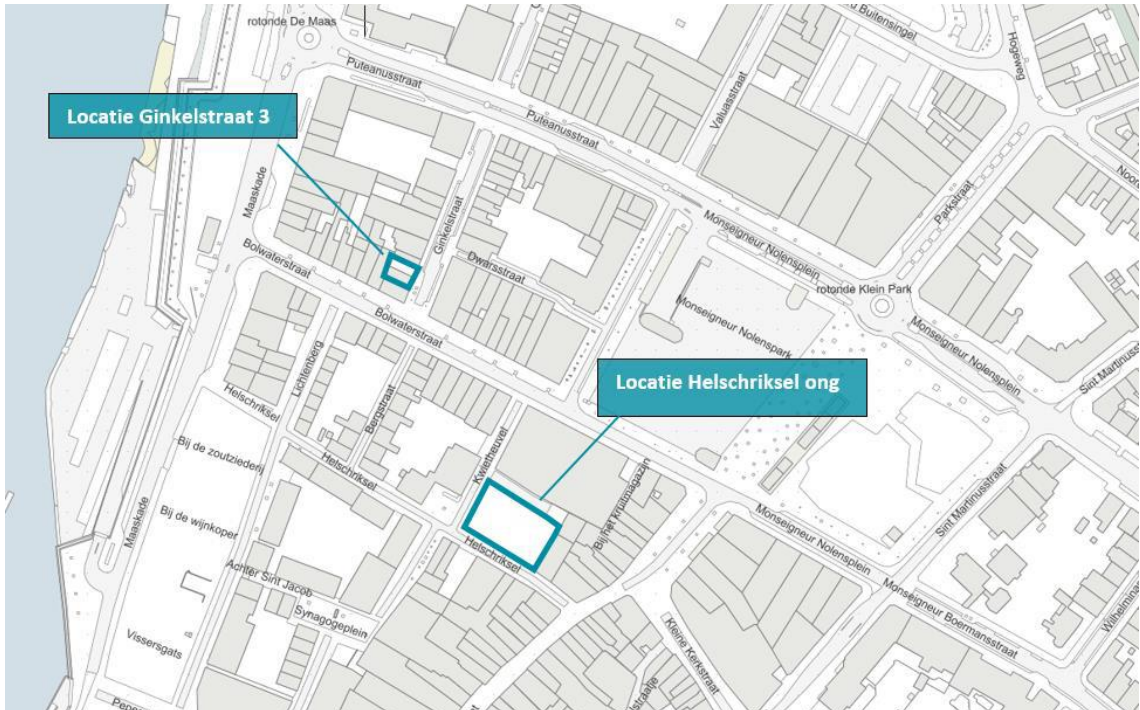 rotonde De Maas
Buitensingel
Hogeweg
Puteanusstraat
Valuasstraat
Locatie Ginkelstraat 3
Puteanusstraat
Parkstraat
Maaskade
Ginkelstraat
Monseigneur Nolensplein
Bolwaterstraat
Dwarsstraat
rotonde Klein Park
Monseigneur Nolenspark
Bolwaterstraat
Monseigneur Nolensplein
Lichtenberg
Locatie Helschriksel ong
Helschriksel
Bergstraat
Kwietheuvel
Bij de zoutziederij
Helschriksel
Bij het kruitmagazijn
Sint Martinusstraat
Maaskade
Bij de wijnkoper
Helschriksel
Monseigneur Nolensplein
Achter Sint Jacob
Synagogeplein
Monseigneur Boermansstraat
Vissersgats
Kleine Kerkstraat